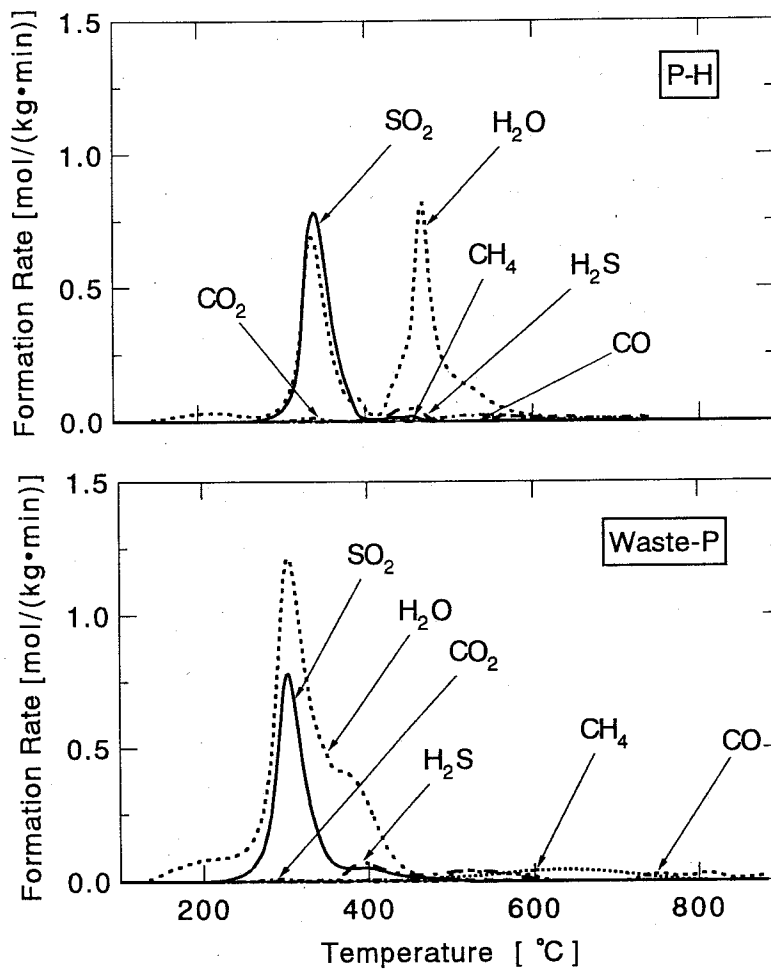 1.5
P-H
SO2
H2O
1.0
CH4
H2S
0.5
CO2
CO
0.0
Formation Rate [mol/(kg•min)]
1.5
Waste-P
SO2
H2O
1.0
CO2
CH4
CO
0.5
H2S
0.0
Formation Rate [mol/(kg•min)]
200 400 600 800
Temperature [ °C]